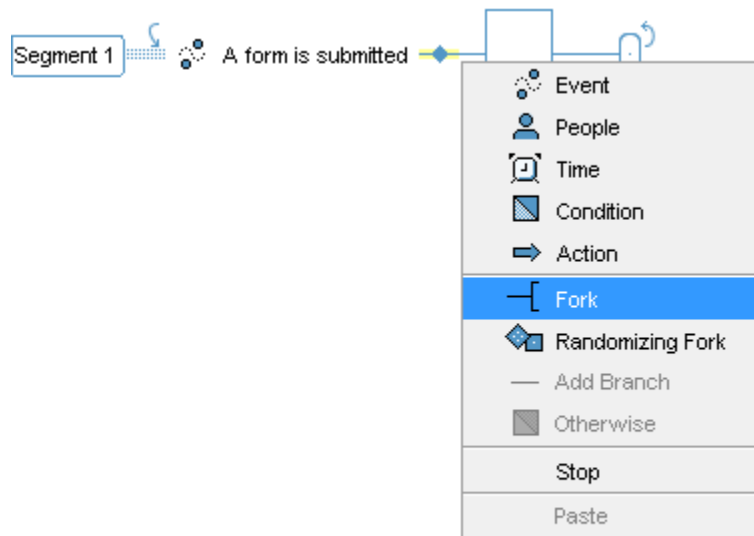 Segment 1 A form is submitted
Event
People
Time
Condition
Action
Fork
Randomizing Fork
Add Branch
Otherwise
Stop
Paste